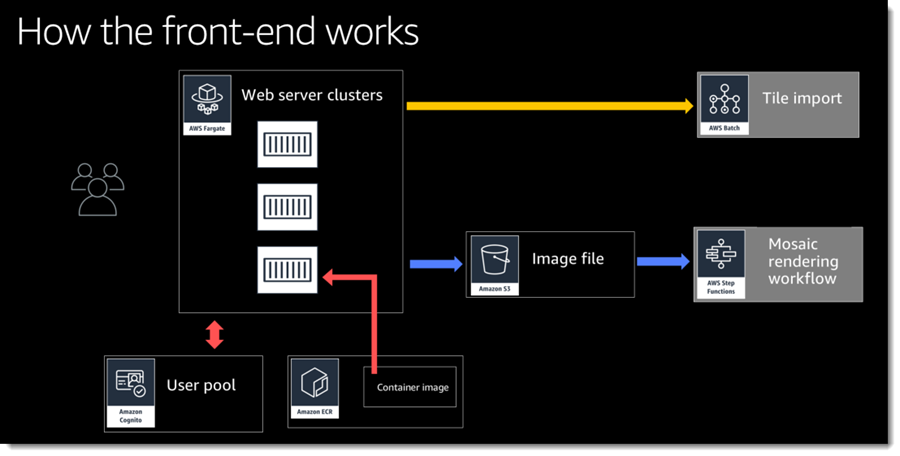 How the front-end works
Web server clusters
AWS Fargate
Tile import
AWS Batch
Image file
Amazon S3
Mosaic
rendering
workflow
AWS Step
Functions
User pool
Amazon
Cognito
Container image
Amazon ECR